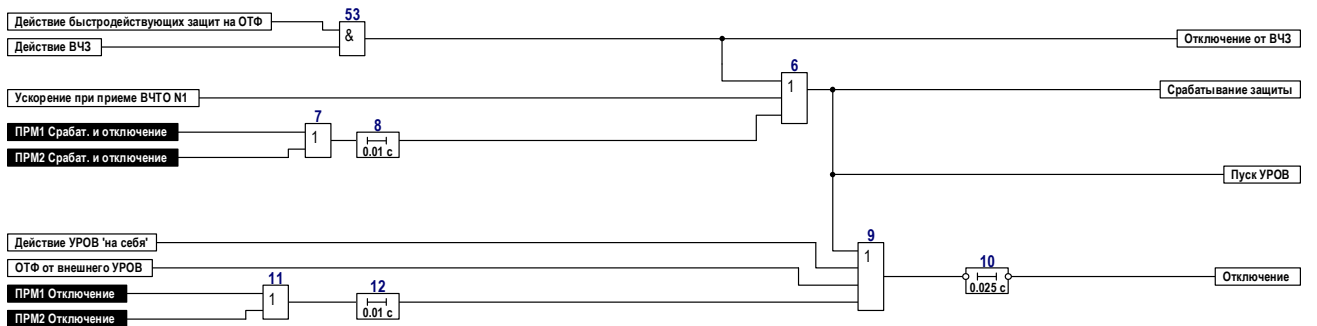 53
Действие быстродействующих защит на ОТФ
&
Действие ВЧЗ
Отключение от ВЧЗ
6
1
Срабатывание защиты
Ускорение при приеме ВЧТО N1
7
1
8
0.01 с
ПРМ1 Срабат. и отключение
ПРМ2 Срабат. и отключение
Пуск УРОВ
Действие УРОВ 'на себя'
9
1
ОТФ от внешнего УРОВ
10
0.025 с
Отключение
11
1
12
0.01 с
ПРМ1 Отключение
ПРМ2 Отключение